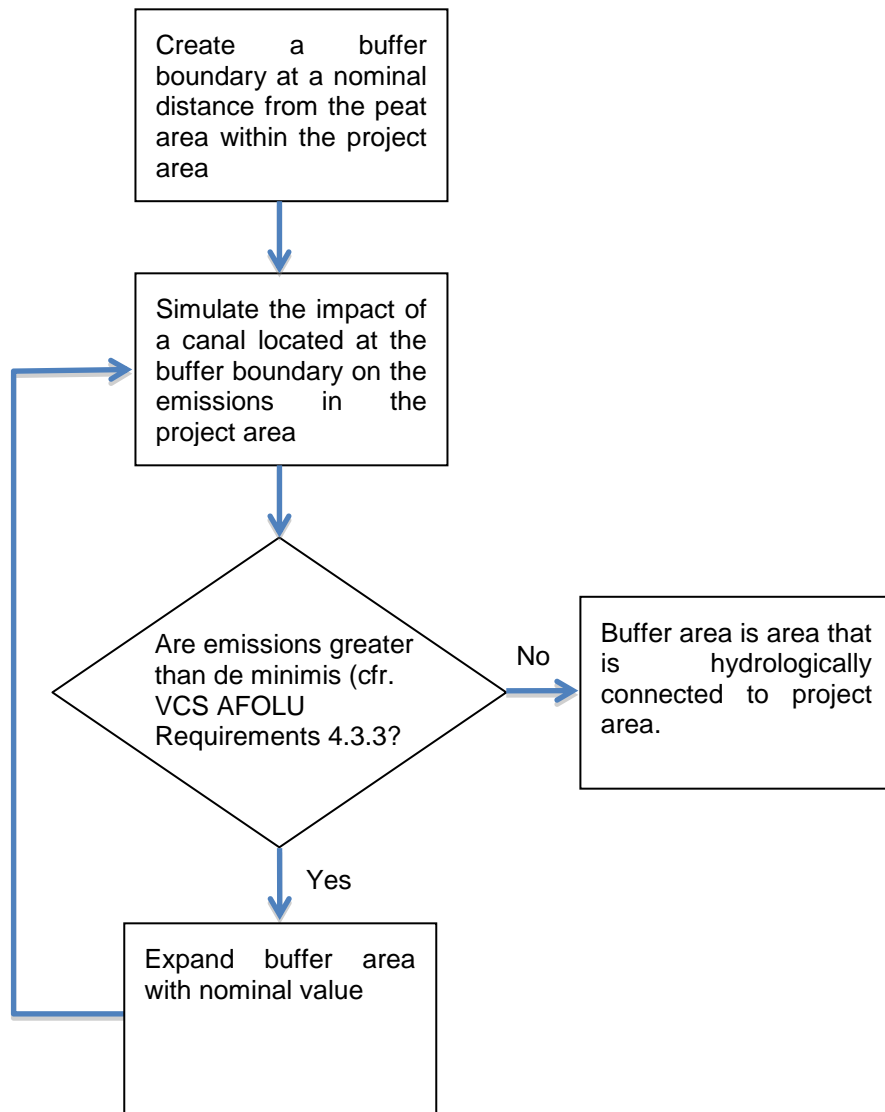 Create a buffer
boundary at a nominal
distance from the peat
area within the project
area
Simulate the impact of
a canal located at the
buffer boundary on the
emissions in the
project area
Are emissions greater
than de minimis (cfr.
VCS AFOLU
Requirements 4.3.3?
No
Buffer area is area that
is hydrologically
connected to project
area.
Yes
Expand buffer area
with nominal value